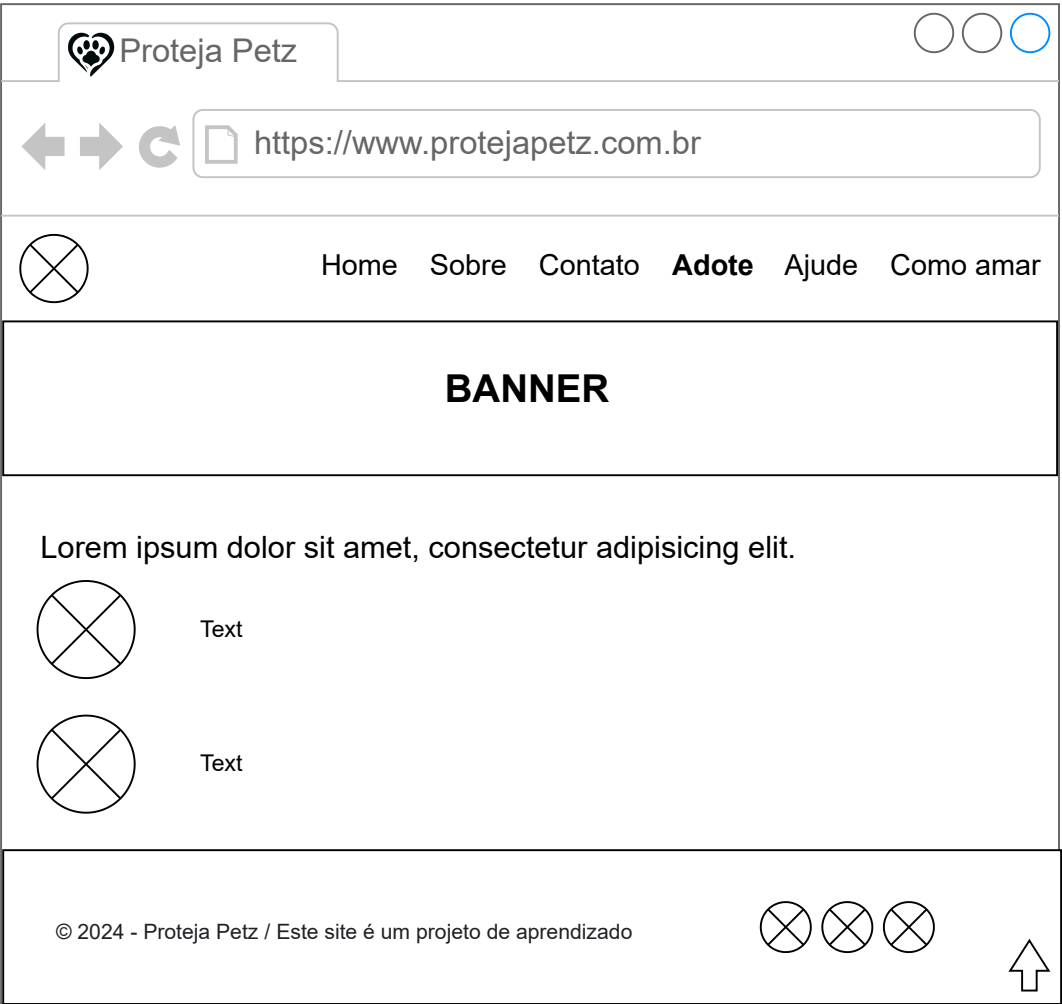 Proteja Petz
https://www.protejapetz.com.br
Home Sobre Contato Adote Ajude Como amar
BANNER
Lorem ipsum dolor sit amet, consectetur adipisicing elit.
Text
Text
© 2024 - Proteja Petz / Este site é um projeto de aprendizado